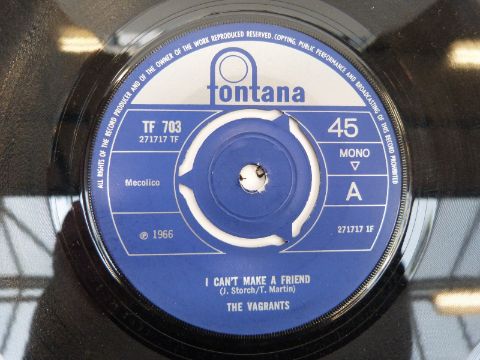 ALL RIGHTS OF THE RECORD PRODUCER AND OF THE OWNER OF THE WORK REPRODUCED RESERVED. COPYING, PUBLIC PERFORMANCE AND BROADCASTING OF THIS RECORD PROHIBITED
fontana
TF 703
271717 TF
45
MONO
Mecolico
A
℗ 1966
271717 1F
I CAN'T MAKE A FRIEND
(J. Storch/T. Martin)
THE VAGRANTS